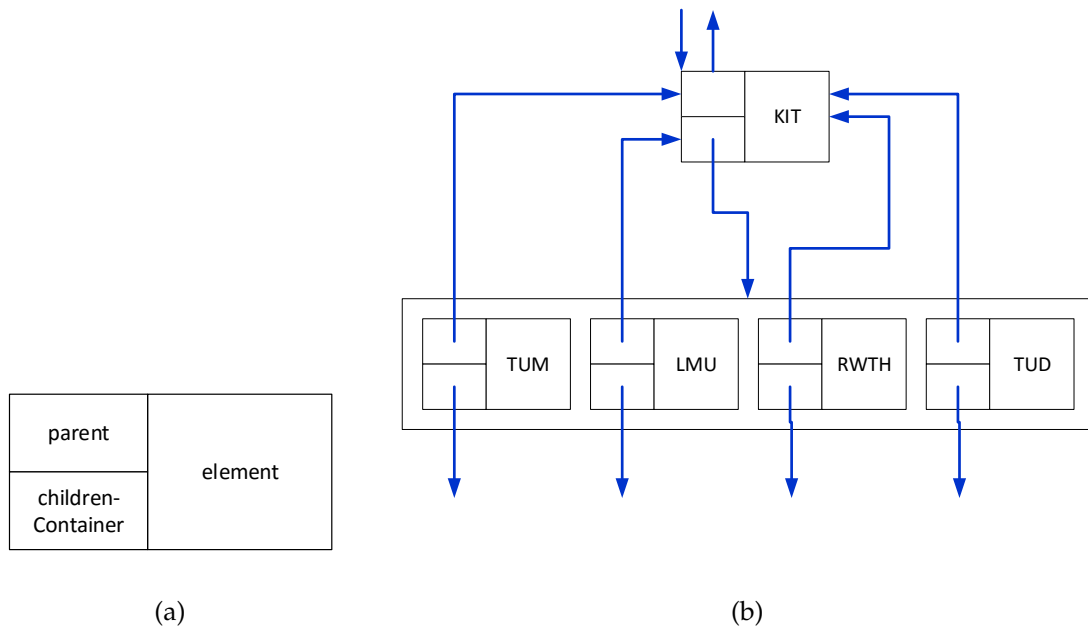 KIT
TUM
LMU
RWTH
TUD
parent
element
children-
Container
(a)
(b)